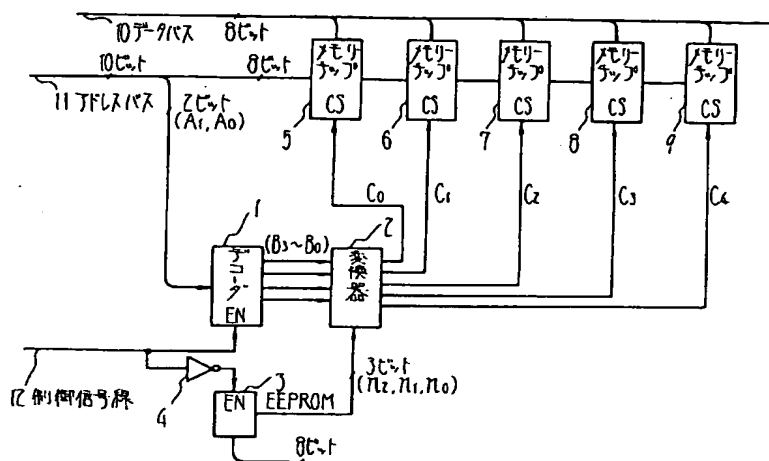 10データバス 8ビット
10ビット 8ビット
11アドレスバス
2ビット
(A1, A0)
メモリー
チップ
CS
5
メモリー
チップ
CS
6
メモリー
チップ
CS
7
メモリー
チップ
CS
8
メモリー
チップ
CS
9
C0
C1
C2
C3
C4
1
デコーダ
EN
(B3~B0)
2
変換器
12 制御信号線
4
3
EN
EEPROM
3ビット
(n2, n1, n0)
8ビット